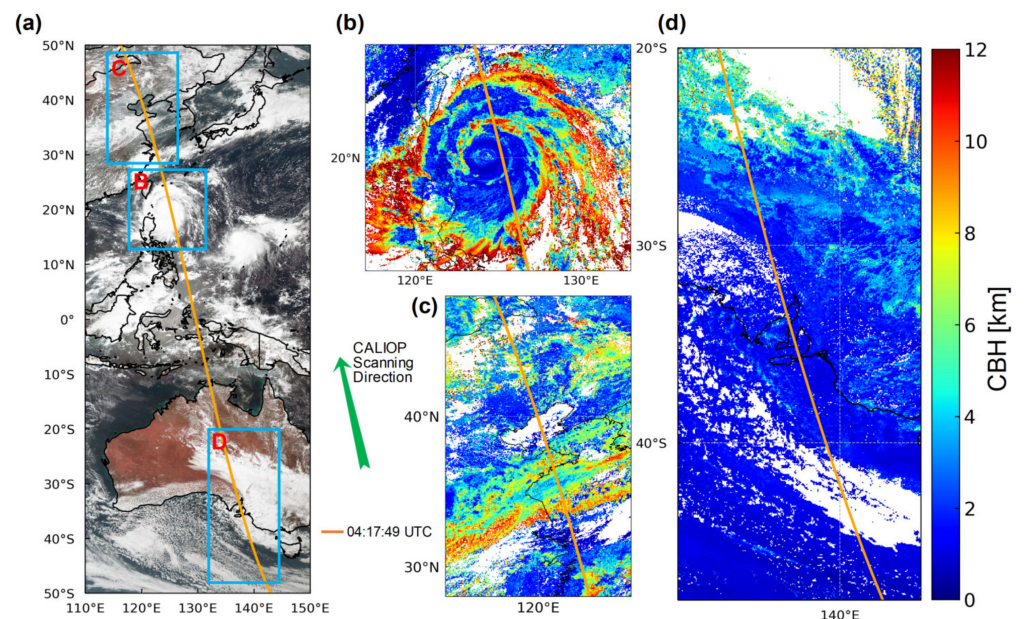 (a)
50°N
40°N
30°N
20°N
10°N
0°
10°S
20°S
30°S
40°S
50°S
110°E 120°E 130°E 140°E 150°E
C
B
D
(b)
20°N
120°E 130°E
CALIOP
Scanning
Direction
04:17:49 UTC
(c)
40°N
30°N
120°E
(d)
20°S
30°S
40°S
140°E
12
10
8
6
4
2
0
CBH [km]